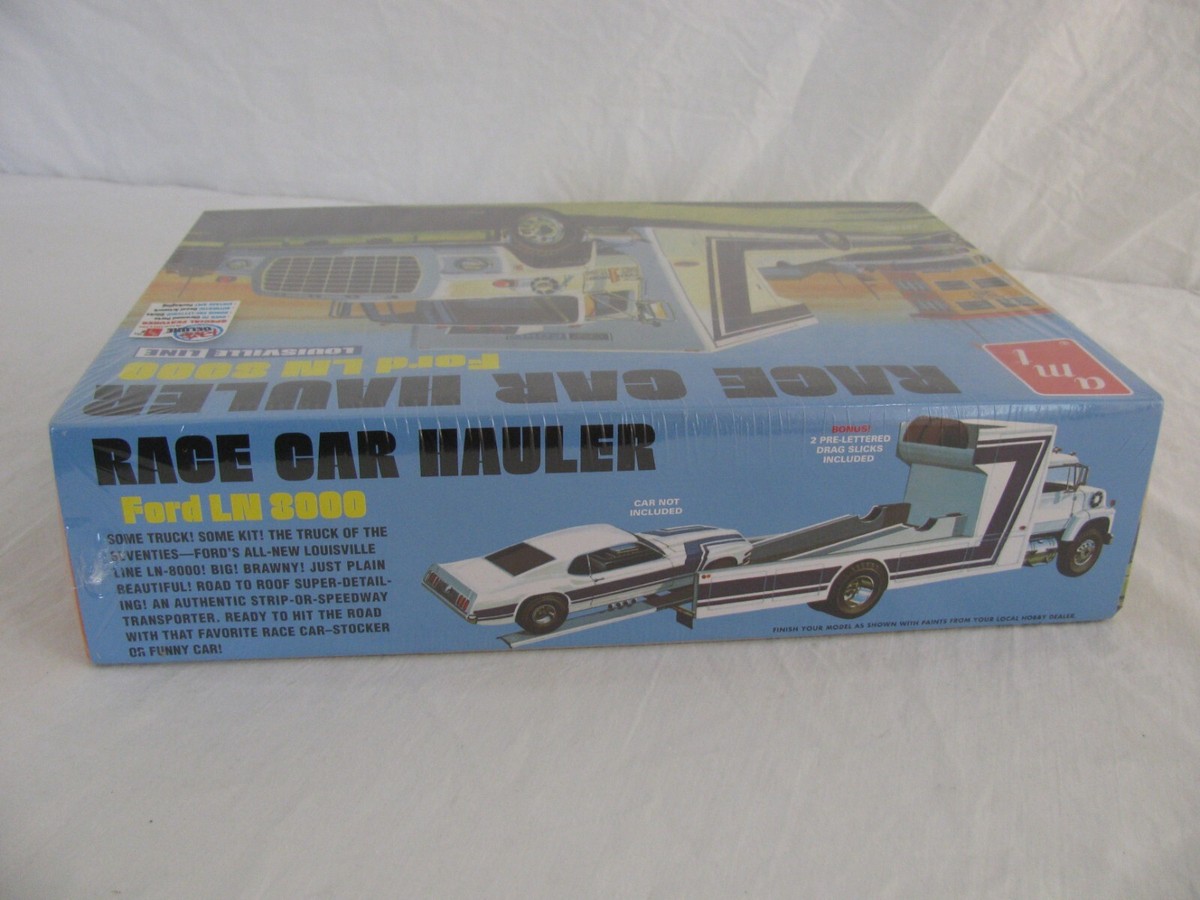 DELUXE
SPECIAL FEATURES
LOUISVILLE LINE
Ford LN 8000
RACE CAR HAULER
amt
®
RACE CAR HAULER
Ford LN 8000
SOME TRUCK! SOME KIT! THE TRUCK OF THE
SEVENTIES—FORD'S ALL-NEW LOUISVILLE
LINE LN-8000! BIG! BRAWNY! JUST PLAIN
BEAUTIFUL! ROAD TO ROOF SUPER-DETAIL-
ING! AN AUTHENTIC STRIP-OR-SPEEDWAY
TRANSPORTER. READY TO HIT THE ROAD
WITH THAT FAVORITE RACE CAR—STOCKER
OR FUNNY CAR!
CAR NOT
INCLUDED
BONUS!
2 PRE-LETTERED
DRAG SLICKS
INCLUDED
FINISH YOUR MODEL AS SHOWN WITH PAINTS FROM YOUR LOCAL HOBBY DEALER.